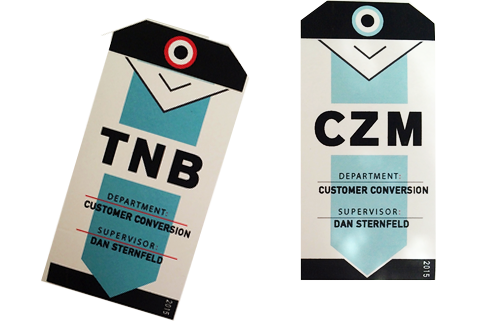 TNB
DEPARTMENT:
CUSTOMER CONVERSION
SUPERVISOR:
DAN STERNFELD
2015
CZM
DEPARTMENT:
CUSTOMER CONVERSION
SUPERVISOR:
DAN STERNFELD
2015